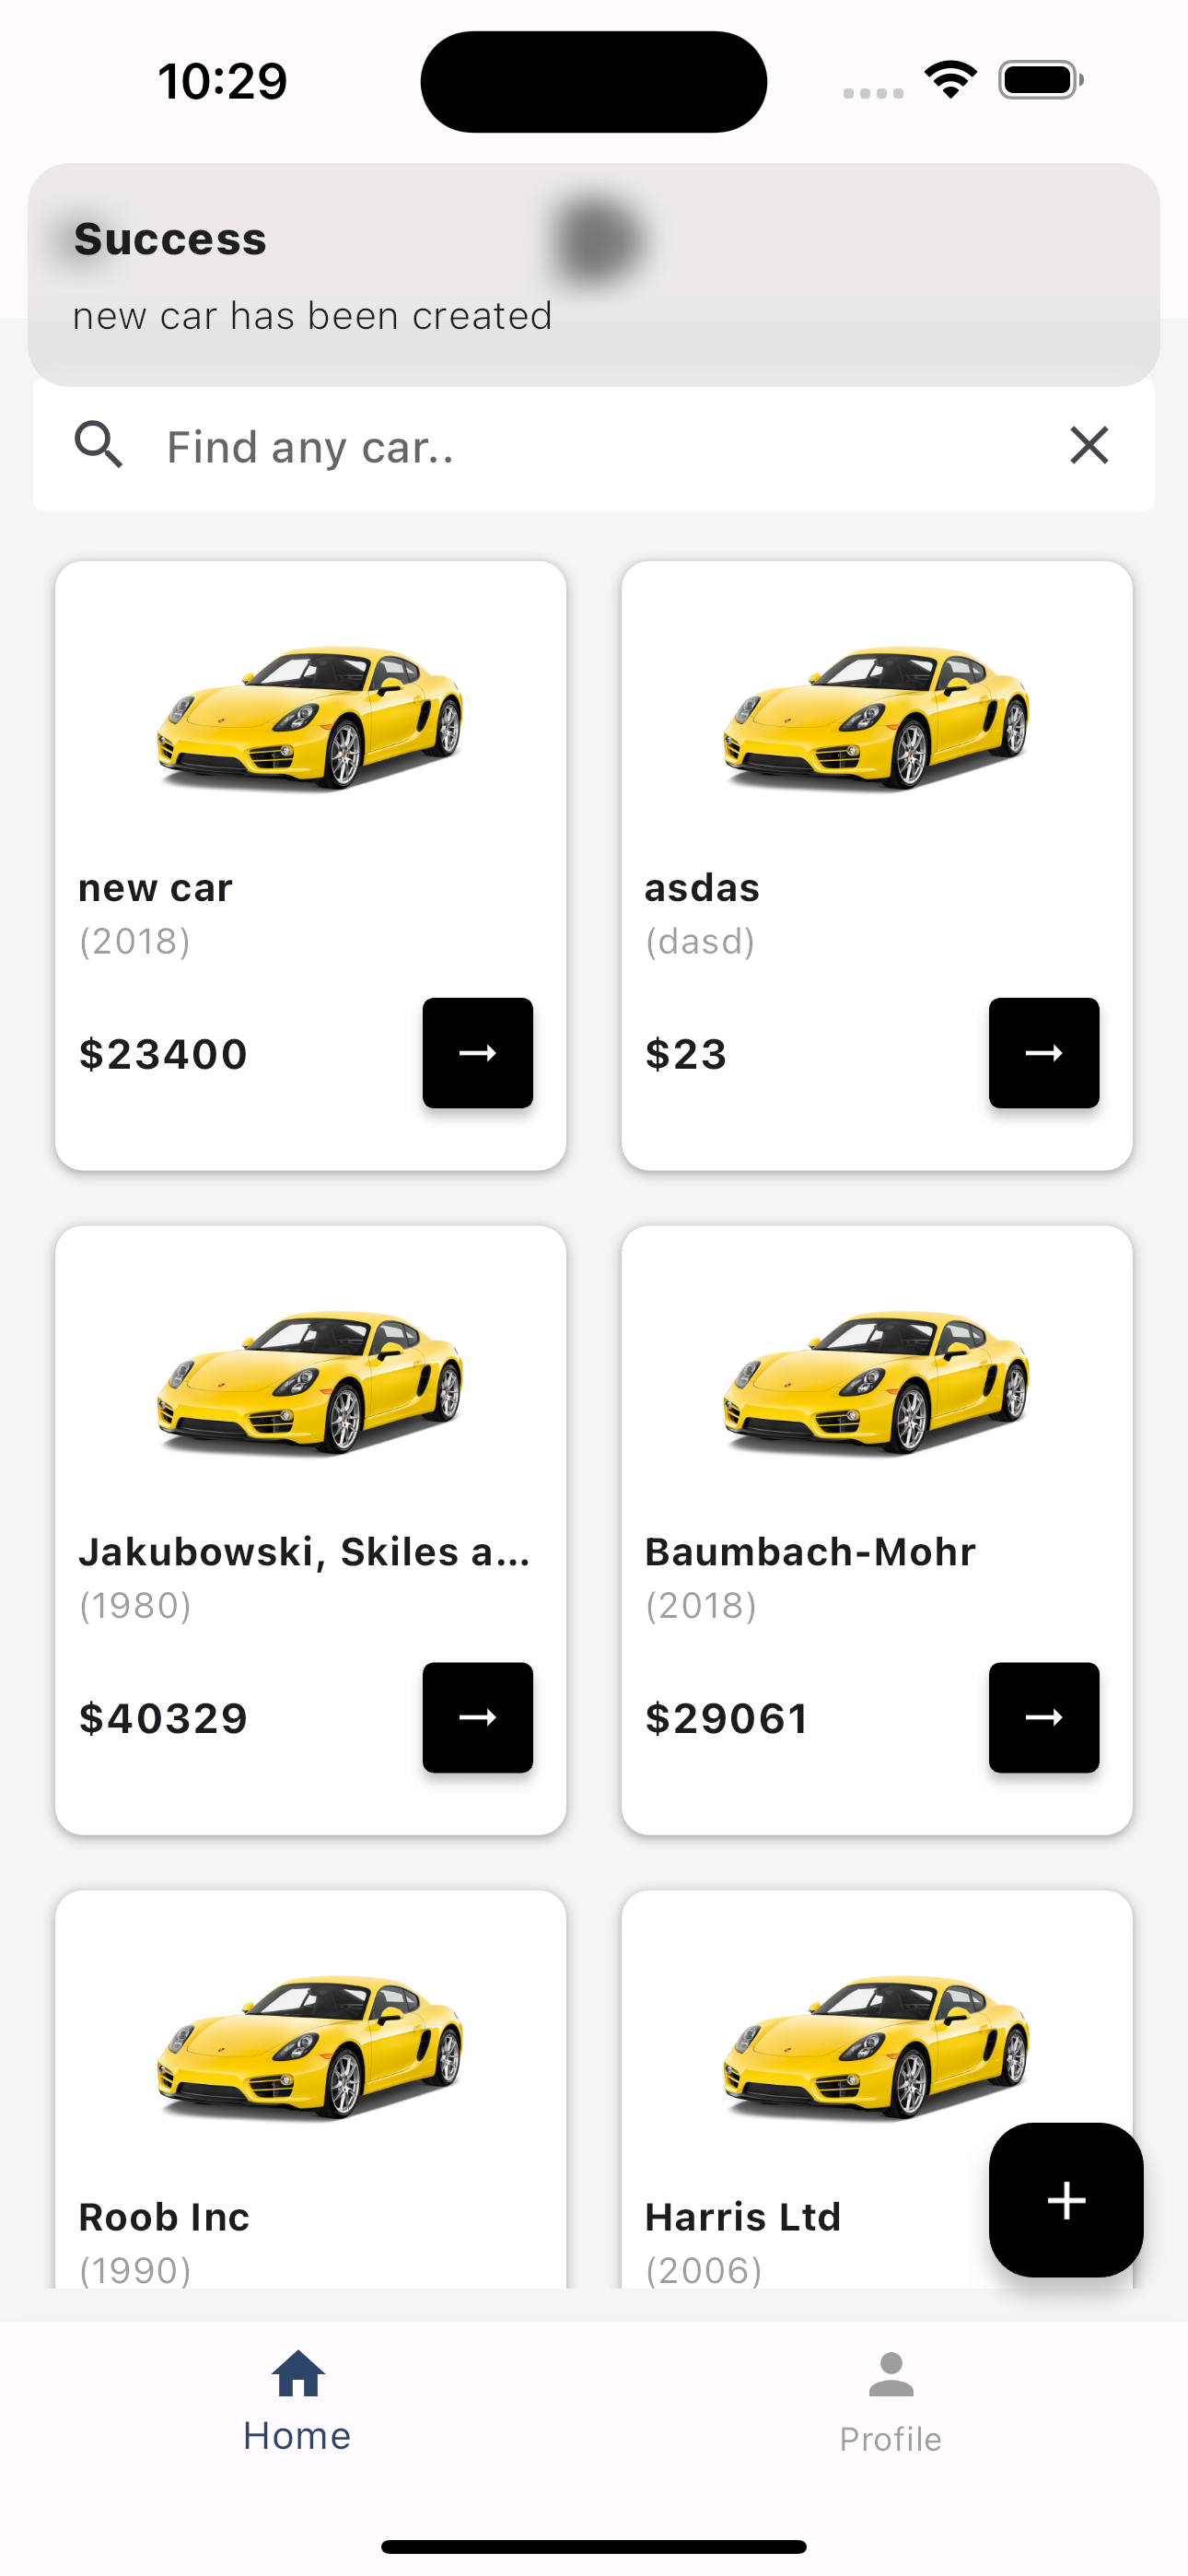 10:29
Success
new car has been created
Find any car..
new car
(2018)
$23400
asdas
(dasd)
$23
Jakubowski, Skiles a...
(1980)
$40329
Baumbach-Mohr
(2018)
$29061
Roob Inc
(1990)
Harris Ltd
(2006)
Home
Profile